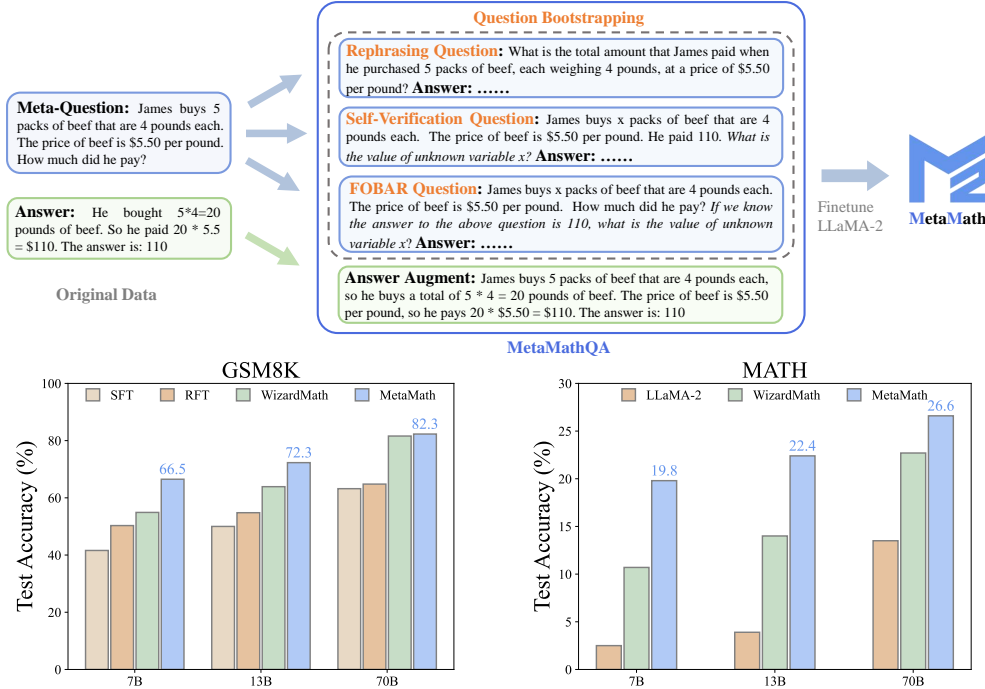 Question Bootstrapping
Rephrasing Question: What is the total amount that James paid when
he purchased 5 packs of beef, each weighing 4 pounds, at a price of $5.50
per pound? Answer: ……
Meta-Question: James buys 5
packs of beef that are 4 pounds each.
The price of beef is $5.50 per pound.
How much did he pay?
Self-Verification Question: James buys x packs of beef that are 4
pounds each. The price of beef is $5.50 per pound. He paid 110. What is
the value of unknown variable x? Answer: ……
FOBAR Question: James buys x packs of beef that are 4 pounds each.
The price of beef is $5.50 per pound. How much did he pay? If we know
the answer to the above question is 110, what is the value of unknown
variable x? Answer: ……
Answer: He bought 5*4=20
pounds of beef. So he paid 20 * 5.5
= $110. The answer is: 110
Original Data
Answer Augment: James buys 5 packs of beef that are 4 pounds each,
so he buys a total of 5 * 4 = 20 pounds of beef. The price of beef is $5.50
per pound, so he pays 20 * $5.50 = $110. The answer is: 110
MetaMathQA
Finetune
LLaMA-2
MetaMath
GSM8K
SFT RFT WizardMath MetaMath
Test Accuracy (%)
100
80
60
40
20
0
66.5
72.3
82.3
7B 13B 70B
MATH
LLaMA-2 WizardMath MetaMath
Test Accuracy (%)
30
25
20
15
10
5
0
19.8
22.4
26.6
7B 13B 70B